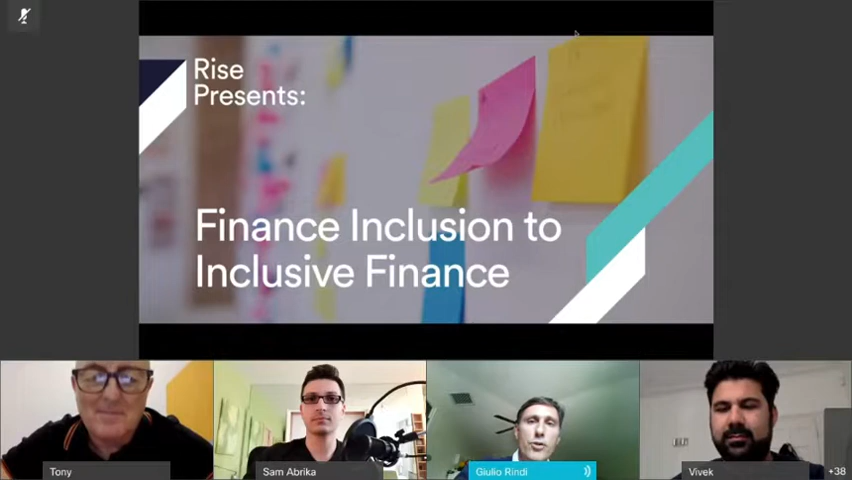 Rise
Presents:
Finance Inclusion to
Inclusive Finance
Tony
Sam Abrika
Giulio Rindi
Vivek
+38